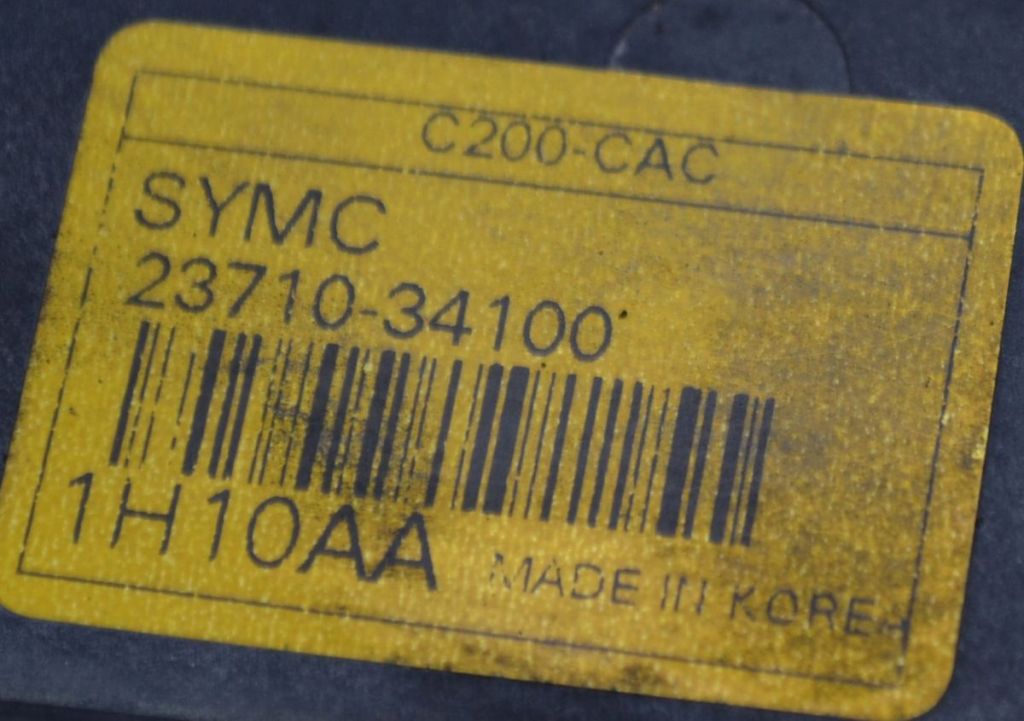 C200-CAC
SYMC
23710-34100
1H10AA
MADE IN KOREA